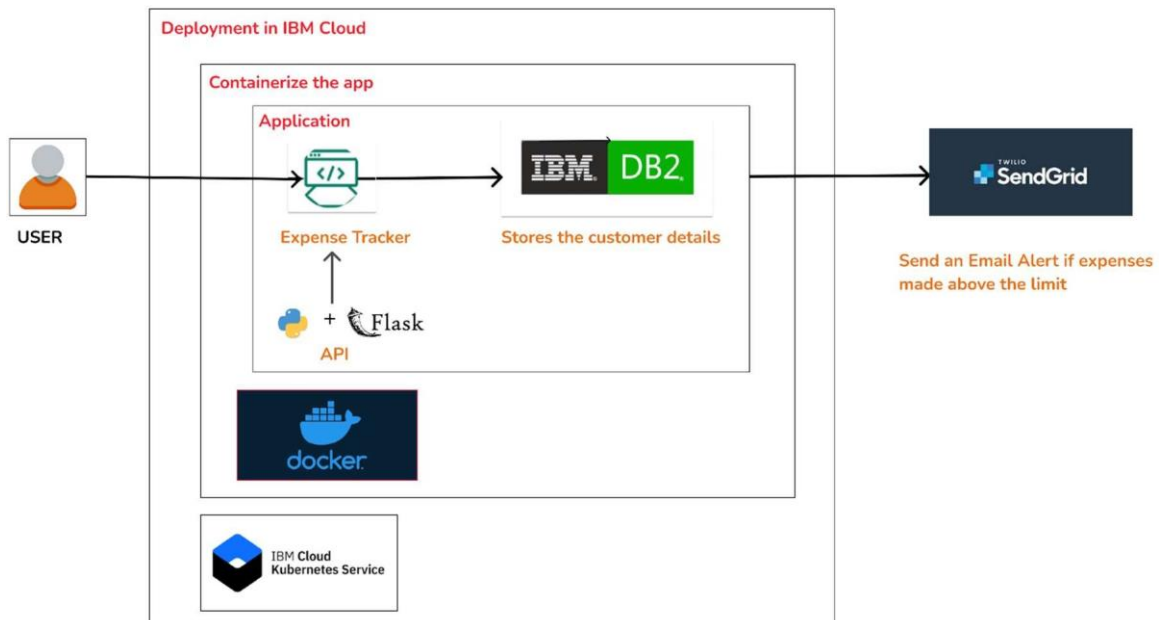 Deployment in IBM Cloud
Containerize the app
Application
</>
IBM. DB2.
TWILIO
SendGrid
USER
Expense Tracker
Stores the customer details
Send an Email Alert if expenses
made above the limit
+ Flask
API
docker
IBM Cloud
Kubernetes Service